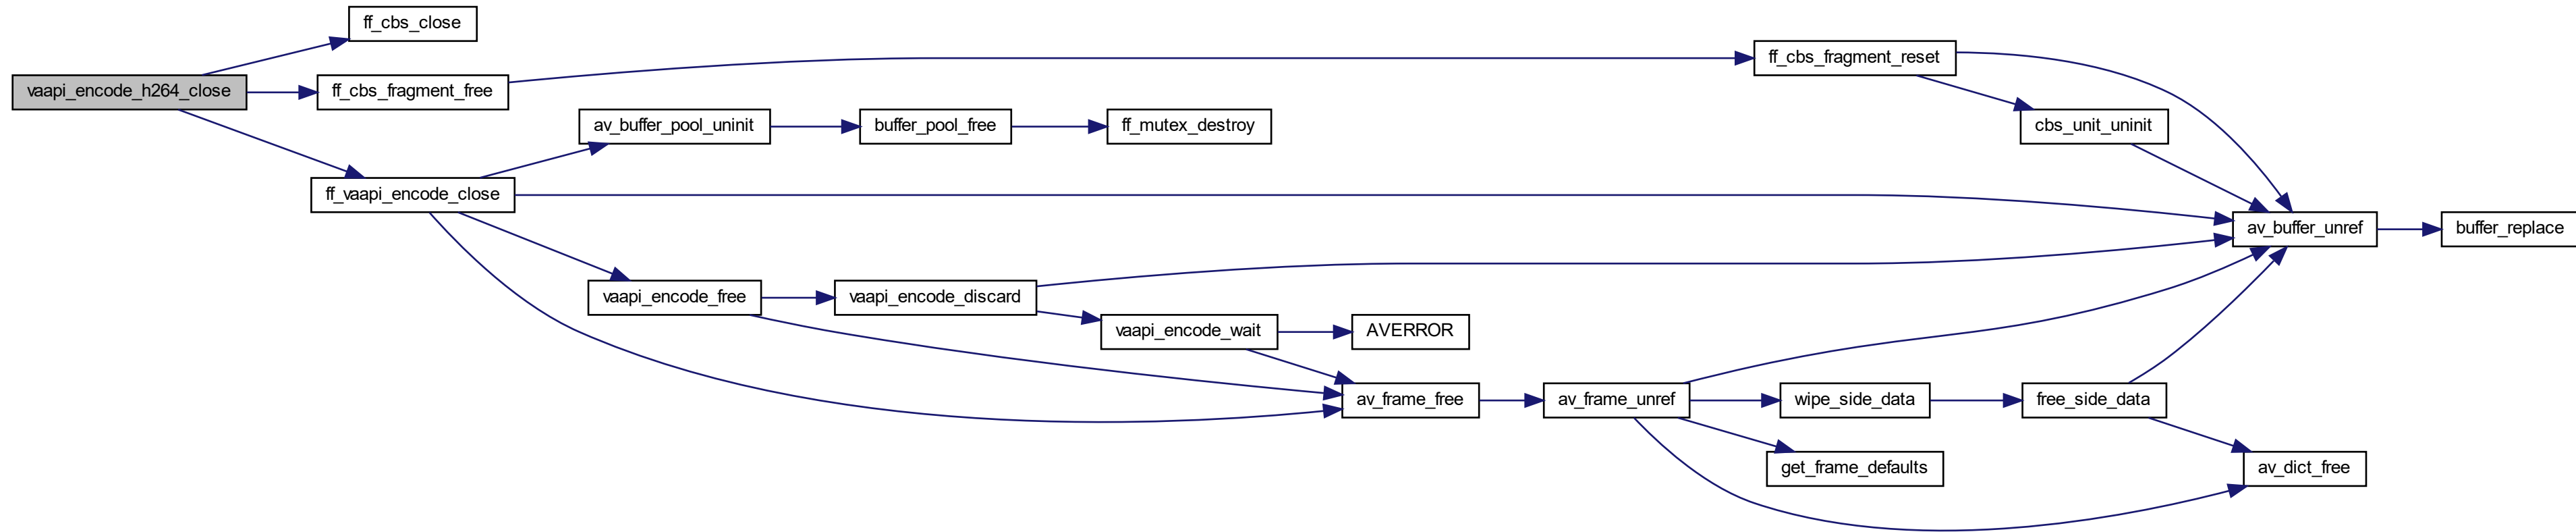 ff_cbs_close
ff_cbs_fragment_reset
vaapi_encode_h264_close
ff_cbs_fragment_free
av_buffer_pool_uninit
buffer_pool_free
ff_mutex_destroy
cbs_unit_uninit
ff_vaapi_encode_close
av_buffer_unref
buffer_replace
vaapi_encode_free
vaapi_encode_discard
vaapi_encode_wait
AVERROR
av_frame_free
av_frame_unref
wipe_side_data
free_side_data
get_frame_defaults
av_dict_free